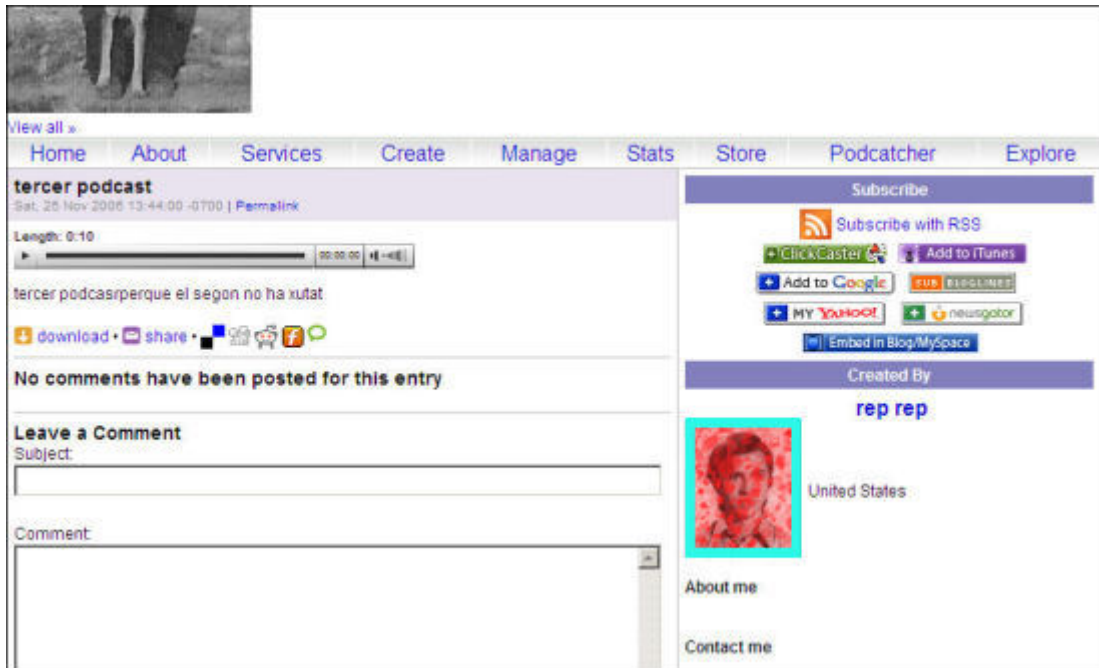 View all »
Home About Services Create Manage Stats Store Podcatcher Explore
tercer podcast
Sat, 25 Nov 2006 13:44:00 -0700 | Permalink
Length: 0:10
00:00:00
tercer podcasrperque el segon no ha xutat
download • share •
No comments have been posted for this entry
Leave a Comment
Subject:
Comment:
Subscribe
Subscribe with RSS
ClickCaster Add to iTunes
Add to Google SUB BLOGLINES
MY YAHOO! newsgator
Embed in Blog/MySpace
Created By
rep rep
United States
About me
Contact me